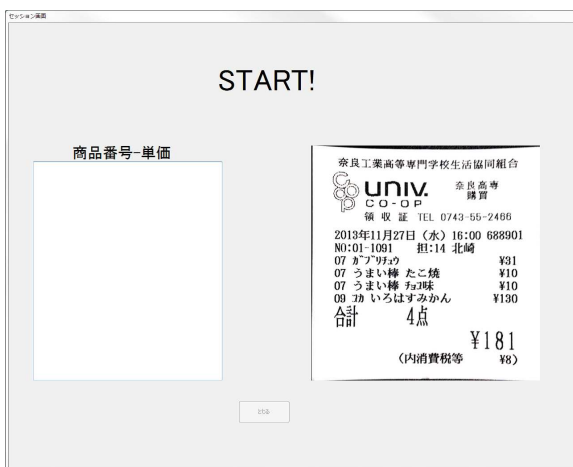 セッション画面
START!
商品番号-単価
奈良工業高等専門学校生活協同組合
UNIV.
CO-OP
奈良高専
購買
領 収 証 TEL 0743-55-2466
2013年11月27日（水）16:00 688901
NO:01-1091 担:14 北崎
07 ｶﾞﾌﾞﾘﾁｭｳ ¥31
07 うまい棒 たこ焼 ¥10
07 うまい棒 ﾁｮｺ味 ¥10
09 ｺｶ いろはすみかん ¥130
合計 4点
¥181
（内消費税等 ¥8）